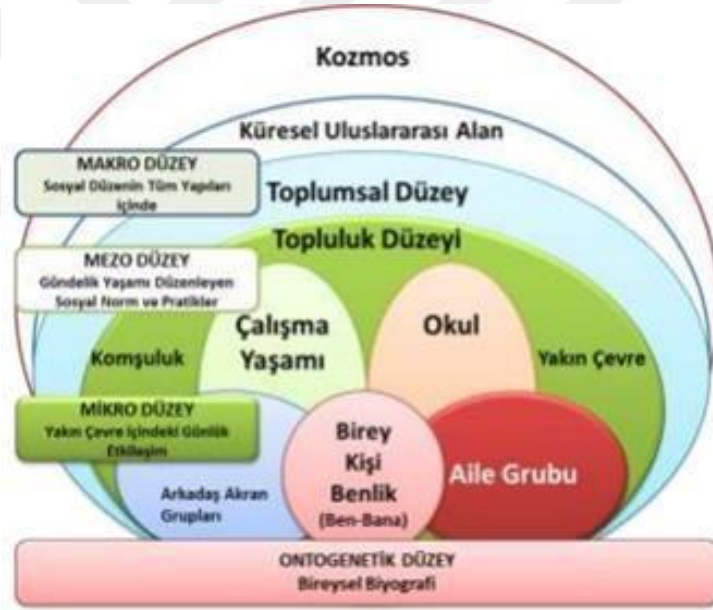 Kozmos
Küresel Uluslararası Alan
MAKRO DÜZEY
Sosyal Düzenin Tüm Yapıları
içinde
Toplumsal Düzey
Topluluk Düzeyi
MEZO DÜZEY
Gündelik Yaşamı Düzenleyen
Sosyal Norm ve Pratikler
Çalışma
Yaşamı
Okul
Komşuluk
Yakın Çevre
MİKRO DÜZEY
Yakın Çevre İçindeki Günlük
Etkileşim
Birey
Kişi
Benlik
(Ben-Bana)
Aile Grubu
Arkadaş Akran
Grupları
ONTOGENETİK DÜZEY
Bireysel Biyografi